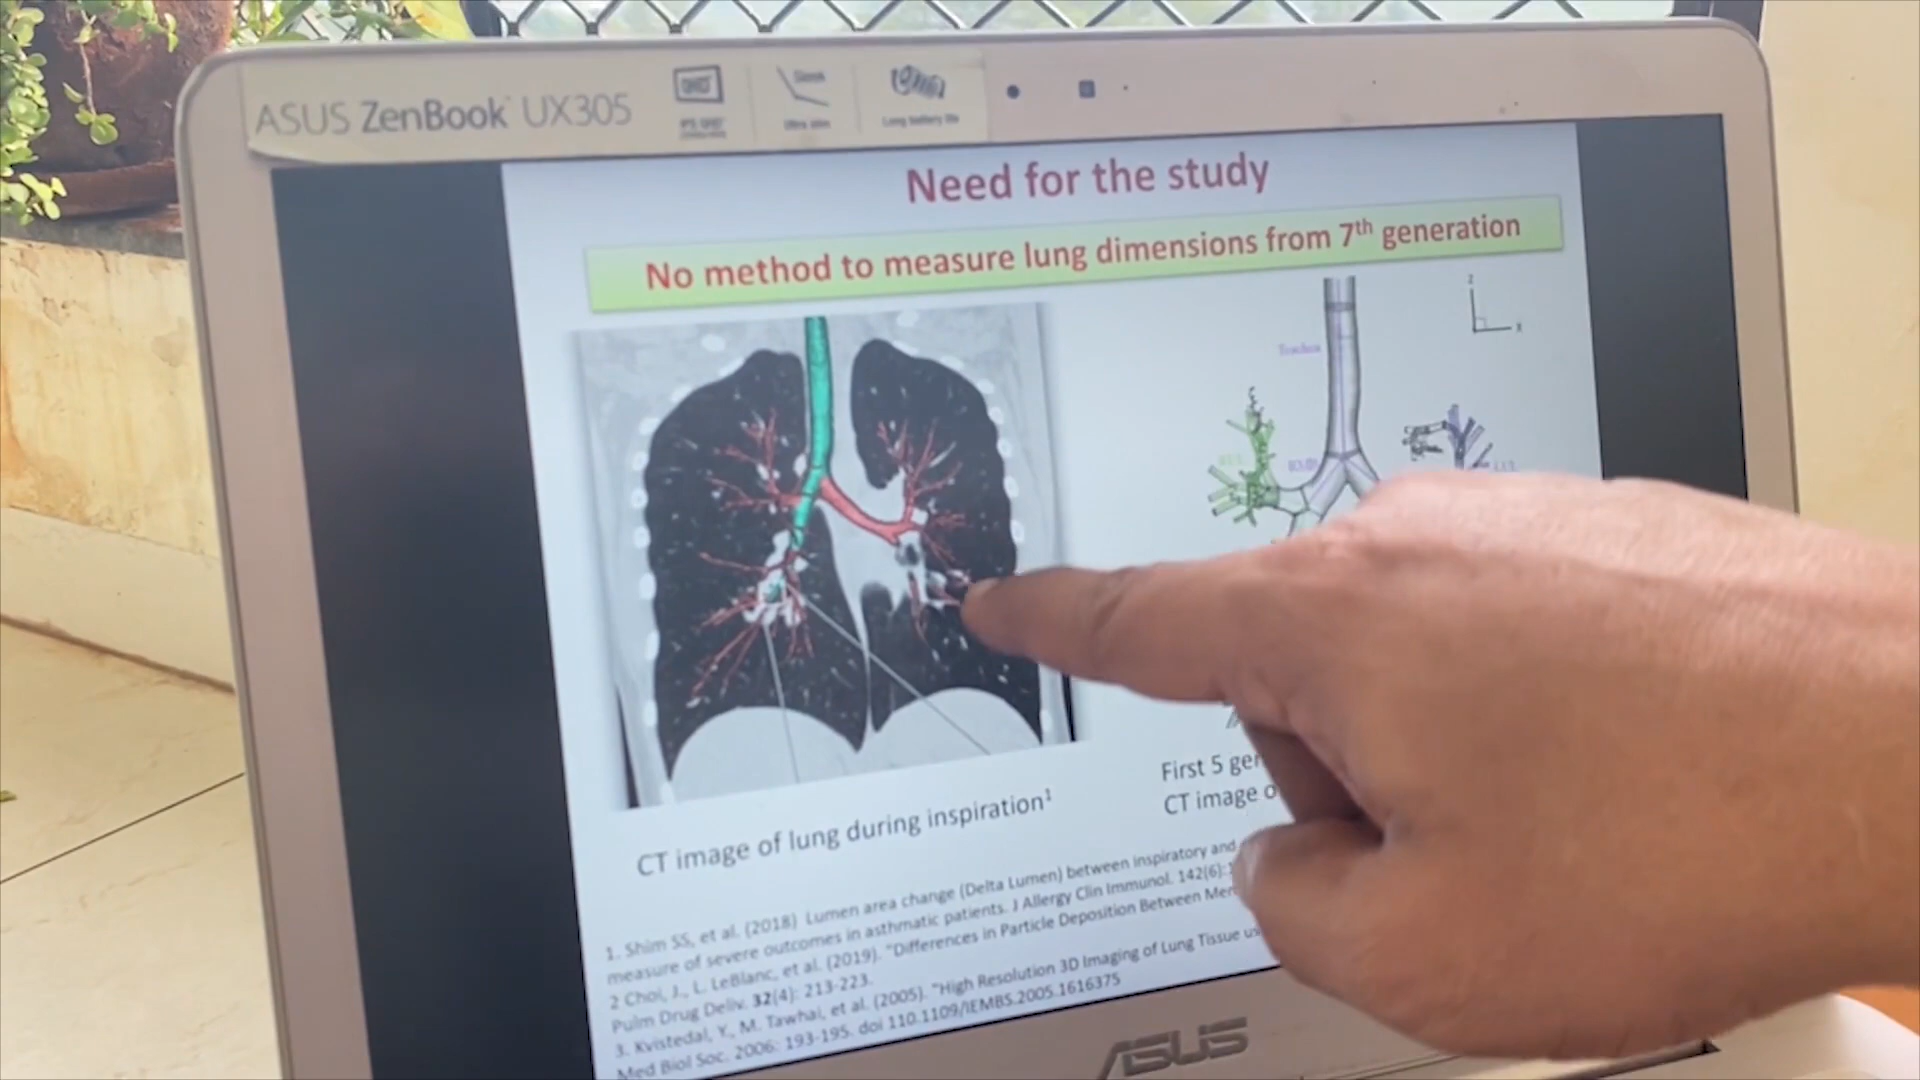 ASUS ZenBook UX305
Need for the study
No method to measure lung dimensions from 7th generation
Z
X
Trachea
CT image of lung during inspiration1
First 5 ger
CT image o
1. Shim SS, et al. (2018) Lumen area change (Delta Lumen) between inspiratory and
measure of severe outcomes in asthmatic patients. J Allergy Clin Immunol. 142(6):
2 Choi, J., L. LeBlanc, et al. (2019). "Differences in Particle Deposition Between Mer
Pulm Drug Deliv. 32(4): 213-223.
3. Kvistedal, Y., M. Tawhai, et al. (2005). "High Resolution 3D Imaging of Lung Tissue us
Med Biol Soc. 2006: 193-195. doi 110.1109/IEMBS.2005.1616375
ASUS